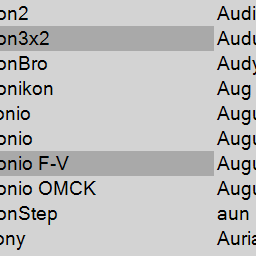 on2 Audi
on3x2 Audu
onBro Audy
onikon Aug
onio Augu
onio Augu
onio F-V Augu
onio OMCK Augu
onStep aun
ony Auria